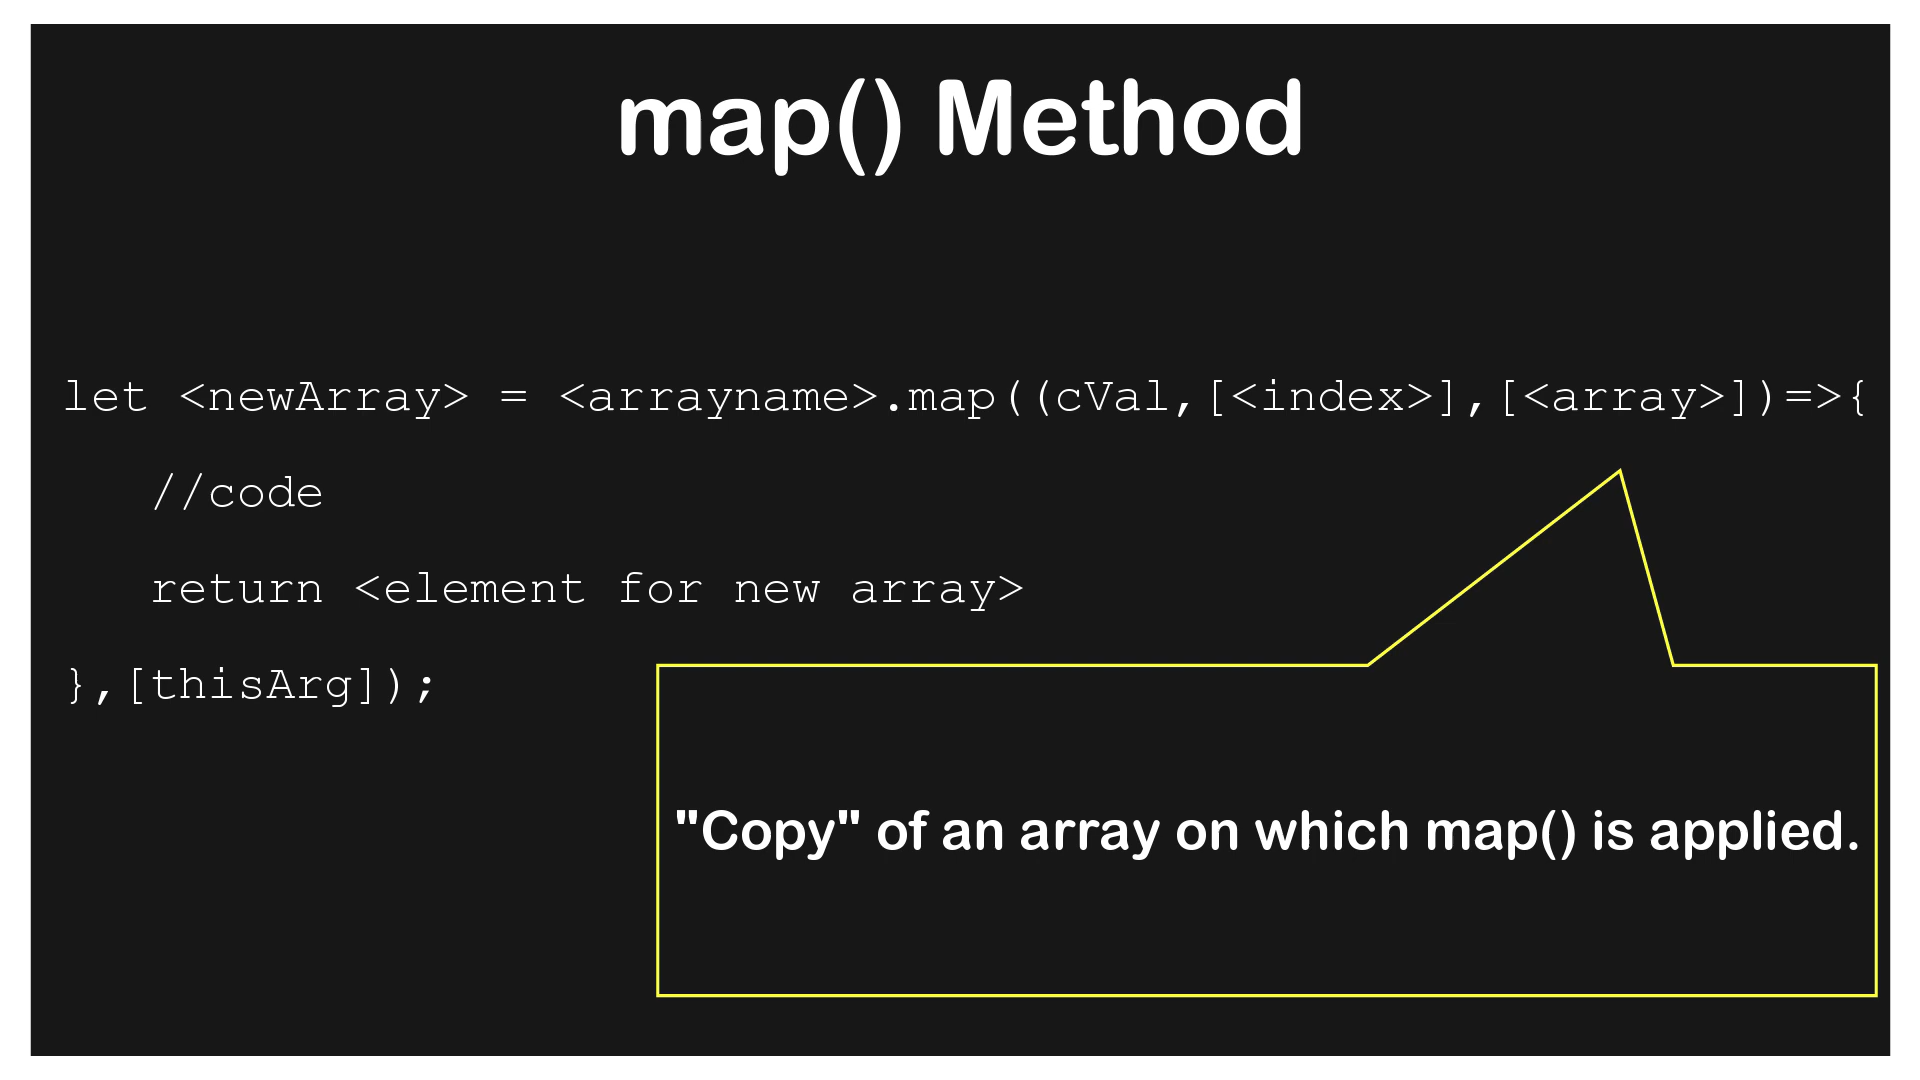 map() Method
let <newArray> = <arrayname>.map((cVal,[<index>],[<array>])=>{
//code
return <element for new array>
},[thisArg]);
"Copy" of an array on which map() is applied.